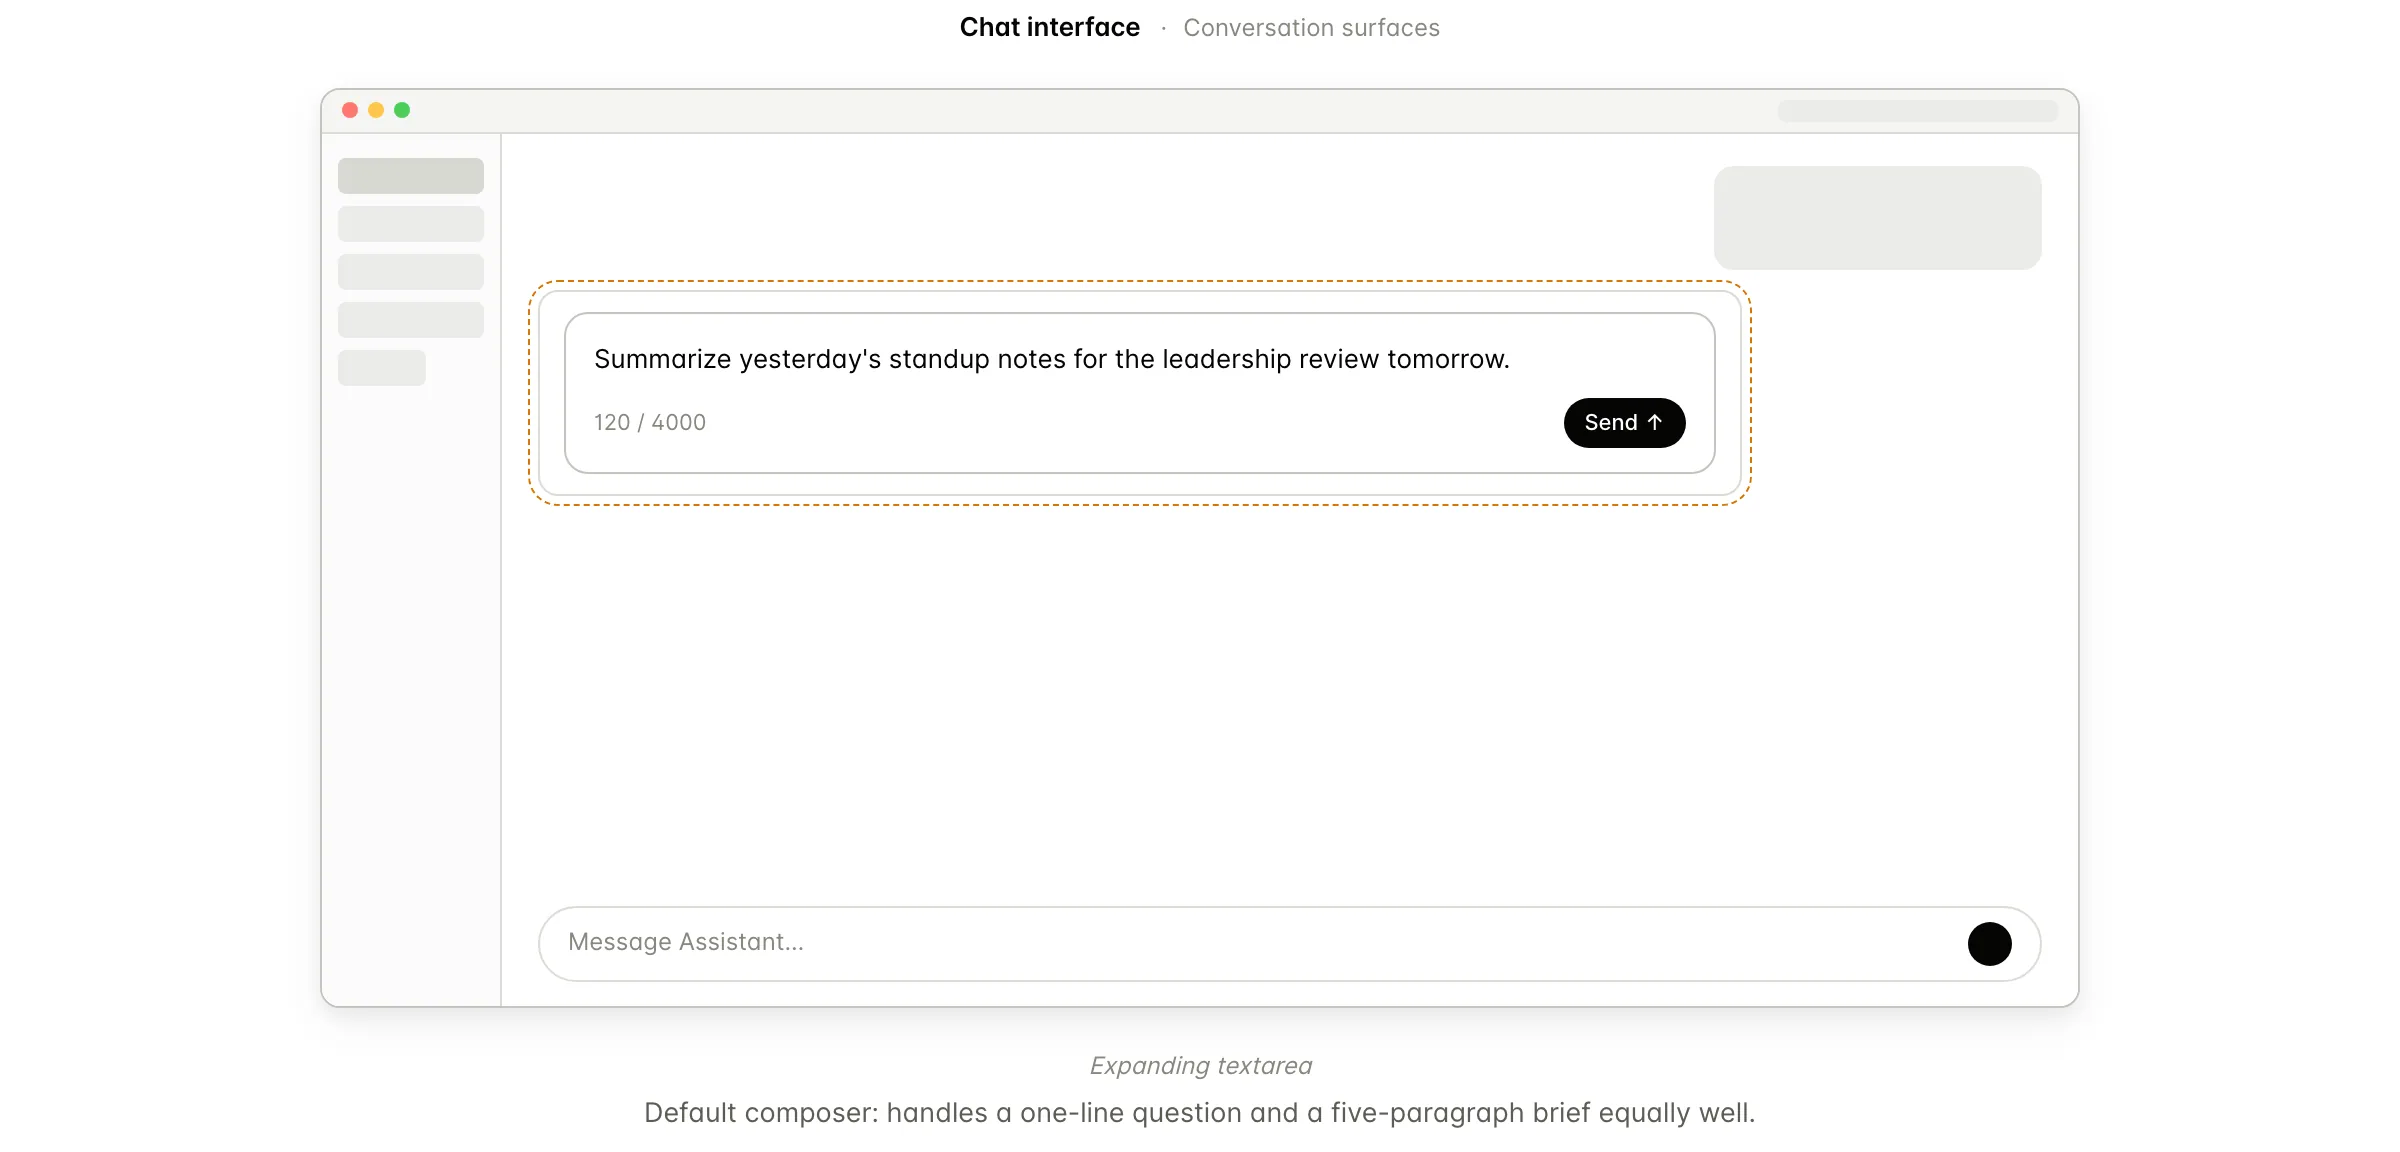 Chat interface · Conversation surfaces
Summarize yesterday's standup notes for the leadership review tomorrow.
120 / 4000
Send ↑
Message Assistant...
Expanding textarea
Default composer: handles a one-line question and a five-paragraph brief equally well.